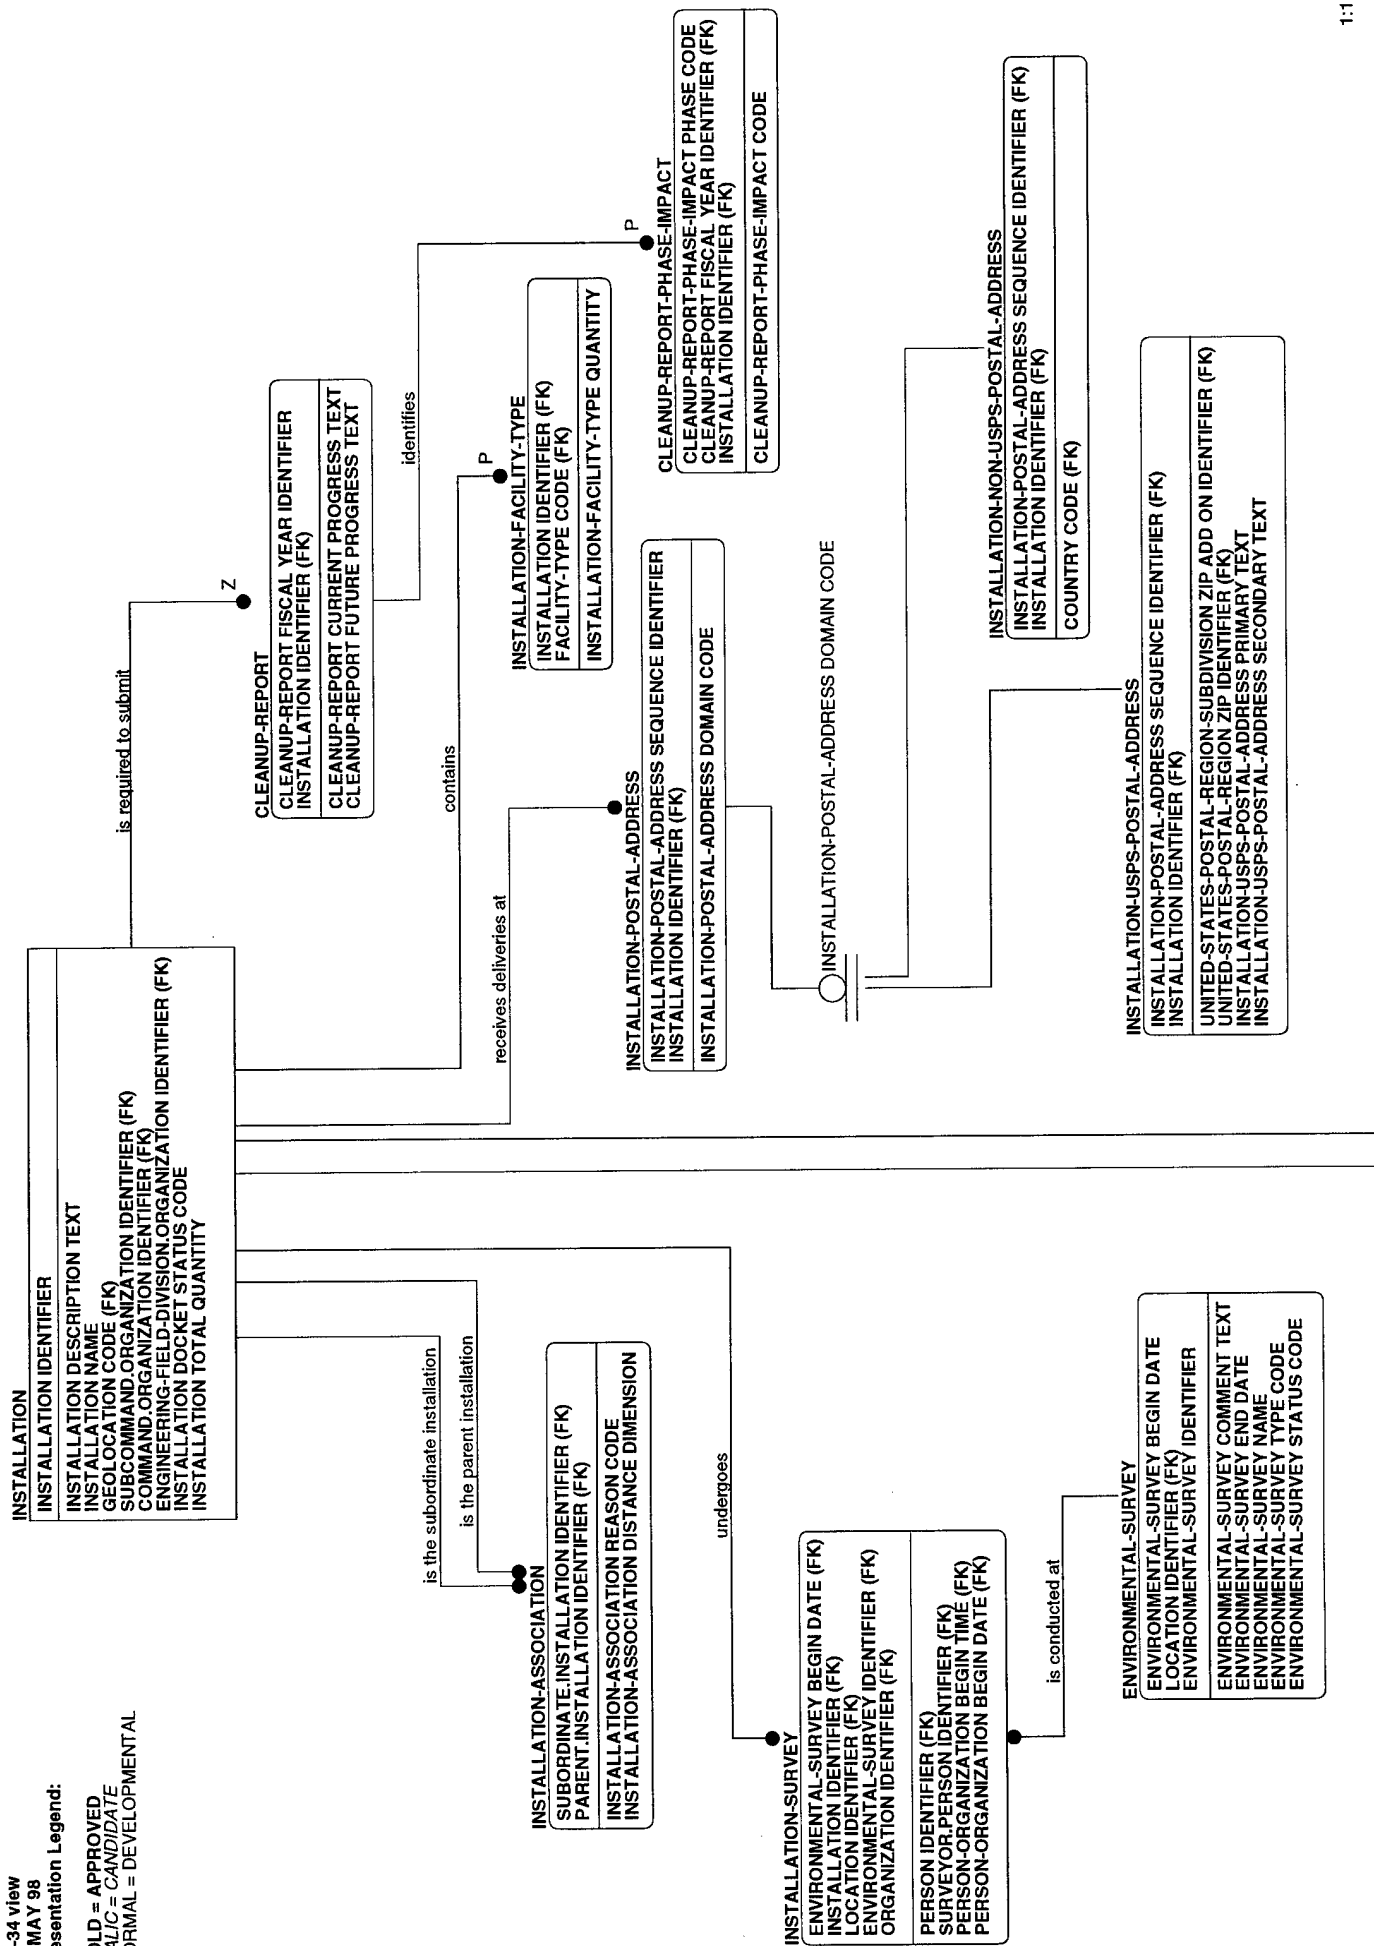 -34 view
MAY 98
esentation Legend:
OLD = APPROVED
ALIC = CANDIDATE
ORMAL = DEVELOPMENTAL
INSTALLATION
INSTALLATION IDENTIFIER
INSTALLATION DESCRIPTION TEXT
INSTALLATION NAME
GEOLOCATION CODE (FK)
SUBCOMMAND.ORGANIZATION IDENTIFIER (FK)
COMMAND.ORGANIZATION IDENTIFIER (FK)
ENGINEERING-FIELD-DIVISION.ORGANIZATION IDENTIFIER (FK)
INSTALLATION DOCKET STATUS CODE
INSTALLATION TOTAL QUANTITY
is required to submit
Z
CLEANUP-REPORT
CLEANUP-REPORT FISCAL YEAR IDENTIFIER
INSTALLATION IDENTIFIER (FK)
CLEANUP-REPORT CURRENT PROGRESS TEXT
CLEANUP-REPORT FUTURE PROGRESS TEXT
identifies
is the subordinate installation
is the parent installation
contains
P
INSTALLATION-FACILITY-TYPE
INSTALLATION IDENTIFIER (FK)
FACILITY-TYPE CODE (FK)
INSTALLATION-FACILITY-TYPE QUANTITY
receives deliveries at
P
CLEANUP-REPORT-PHASE-IMPACT
CLEANUP-REPORT-PHASE-IMPACT PHASE CODE
CLEANUP-REPORT FISCAL YEAR IDENTIFIER (FK)
INSTALLATION IDENTIFIER (FK)
CLEANUP-REPORT-PHASE-IMPACT CODE
INSTALLATION-ASSOCIATION
SUBORDINATE.INSTALLATION IDENTIFIER (FK)
PARENT.INSTALLATION IDENTIFIER (FK)
INSTALLATION-ASSOCIATION REASON CODE
INSTALLATION-ASSOCIATION DISTANCE DIMENSION
INSTALLATION-POSTAL-ADDRESS
INSTALLATION-POSTAL-ADDRESS SEQUENCE IDENTIFIER
INSTALLATION IDENTIFIER (FK)
INSTALLATION-POSTAL-ADDRESS DOMAIN CODE
undergoes
INSTALLATION-POSTAL-ADDRESS DOMAIN CODE
INSTALLATION-SURVEY
ENVIRONMENTAL-SURVEY BEGIN DATE (FK)
INSTALLATION IDENTIFIER (FK)
LOCATION IDENTIFIER (FK)
ENVIRONMENTAL-SURVEY IDENTIFIER (FK)
ORGANIZATION IDENTIFIER (FK)
PERSON IDENTIFIER (FK)
SURVEYOR.PERSON IDENTIFIER (FK)
PERSON-ORGANIZATION BEGIN TIME (FK)
PERSON-ORGANIZATION BEGIN DATE (FK)
is conducted at
INSTALLATION-NON-USPS-POSTAL-ADDRESS
INSTALLATION-POSTAL-ADDRESS SEQUENCE IDENTIFIER (FK)
INSTALLATION IDENTIFIER (FK)
COUNTRY CODE (FK)
ENVIRONMENTAL-SURVEY
ENVIRONMENTAL-SURVEY BEGIN DATE
LOCATION IDENTIFIER (FK)
ENVIRONMENTAL-SURVEY IDENTIFIER
ENVIRONMENTAL-SURVEY COMMENT TEXT
ENVIRONMENTAL-SURVEY END DATE
ENVIRONMENTAL-SURVEY NAME
ENVIRONMENTAL-SURVEY TYPE CODE
ENVIRONMENTAL-SURVEY STATUS CODE
INSTALLATION-USPS-POSTAL-ADDRESS
INSTALLATION-POSTAL-ADDRESS SEQUENCE IDENTIFIER (FK)
INSTALLATION IDENTIFIER (FK)
UNITED-STATES-POSTAL-REGION-SUBDIVISION ZIP ADD ON IDENTIFIER (FK)
UNITED-STATES-POSTAL-REGION ZIP IDENTIFIER (FK)
INSTALLATION-USPS-POSTAL-ADDRESS PRIMARY TEXT
INSTALLATION-USPS-POSTAL-ADDRESS SECONDARY TEXT
1:1